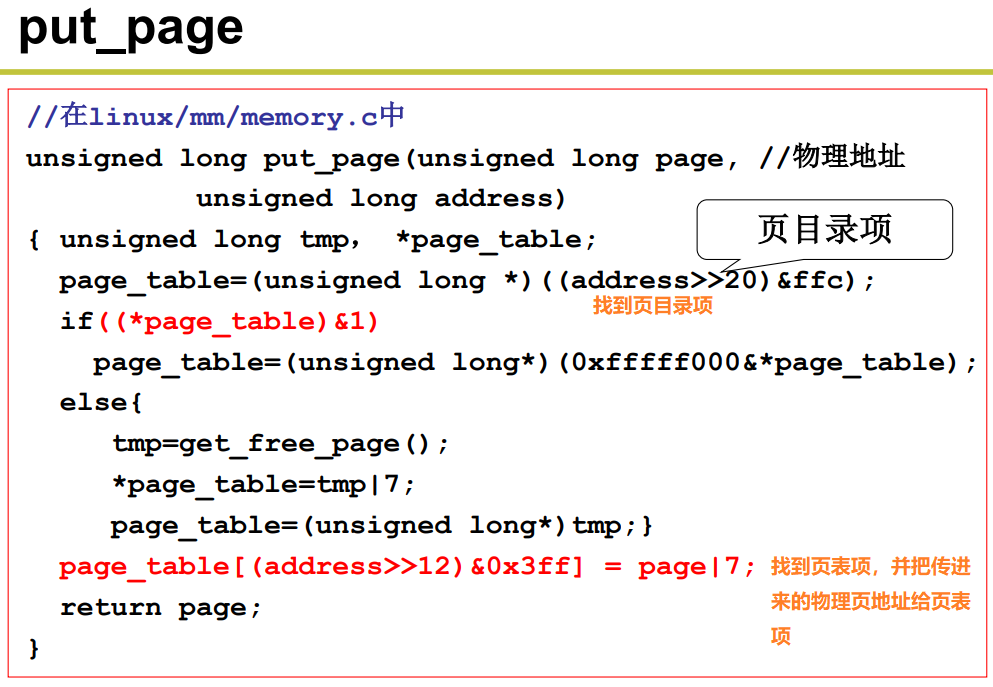 put_page
//在linux/mm/memory.c中
unsigned long put_page(unsigned long page, //物理地址
unsigned long address)
{ unsigned long tmp, *page_table;
页目录项
page_table=(unsigned long *)((address>>20)&ffc);
找到页目录项
if((*page_table)&1)
page_table=(unsigned long*)(0xfffff000&*page_table);
else{
tmp=get_free_page();
*page_table=tmp|7;
page_table=(unsigned long*)tmp;}
page_table[(address>>12)&0x3ff] = page|7;
找到页表项，并把传进
来的物理页地址给页表
项
return page;
}